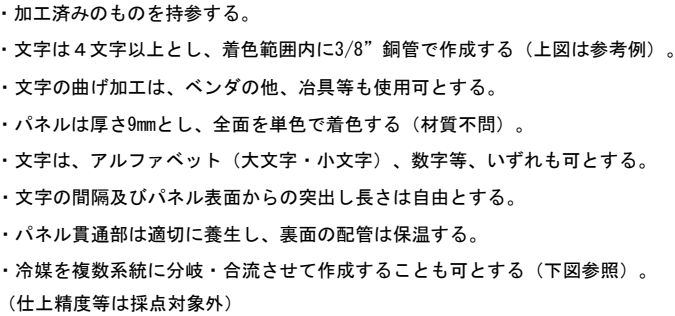 ・加工済みのものを持参する。
・文字は４文字以上とし、着色範囲内に3/8”銅管で作成する（上図は参考例）。
・文字の曲げ加工は、ベンダの他、冶具等も使用可とする。
・パネルは厚さ9㎜とし、全面を単色で着色する（材質不問）。
・文字は、アルファベット（大文字・小文字）、数字等、いずれも可とする。
・文字の間隔及びパネル表面からの突出し長さは自由とする。
・パネル貫通部は適切に養生し、裏面の配管は保温する。
・冷媒を複数系統に分岐・合流させて作成することも可とする（下図参照）。
（仕上精度等は採点対象外）